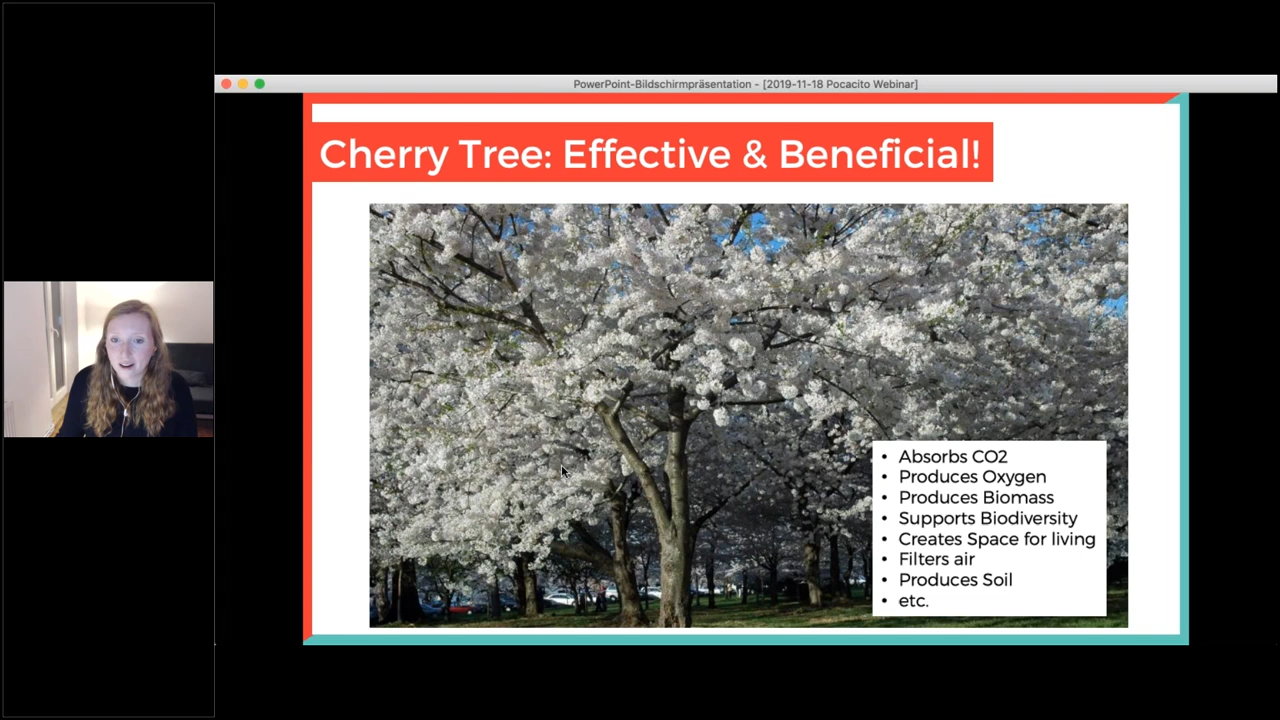 PowerPoint-Bildschirmpräsentation - [2019-11-18 Pocacito Webinar]
Cherry Tree: Effective & Beneficial!
• Absorbs CO2
• Produces Oxygen
• Produces Biomass
• Supports Biodiversity
• Creates Space for living
• Filters air
• Produces Soil
• etc.